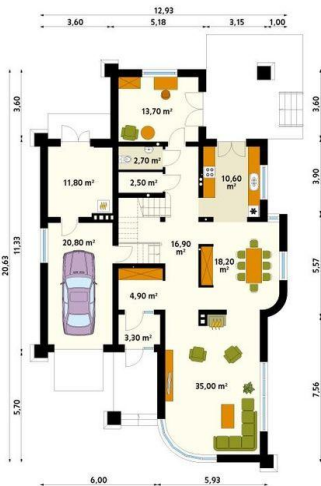 12,93
3,60 5,18 3,15 1,00
13,70 m²
3,60
3,60
2,70 m²
10,60 m²
11,80 m²
2,50 m²
3,90
20,80 m²
16,90 m²
18,20 m²
11,33
20,63
5,57
4,90 m²
3,30 m²
35,00 m²
5,70
7,56
6,00 5,93